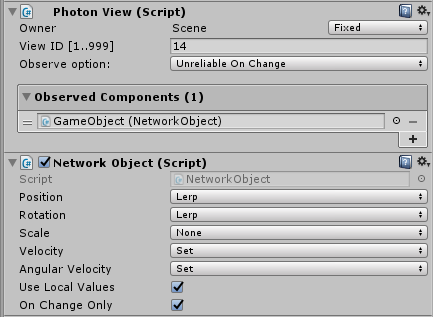 Photon View (Script)
Owner Scene Fixed
View ID [1..999] 14
Observe option: Unreliable On Change
Observed Components (1)
GameObject (NetworkObject)
Network Object (Script)
Script NetworkObject
Position Lerp
Rotation Lerp
Scale None
Velocity Set
Angular Velocity Set
Use Local Values
On Change Only